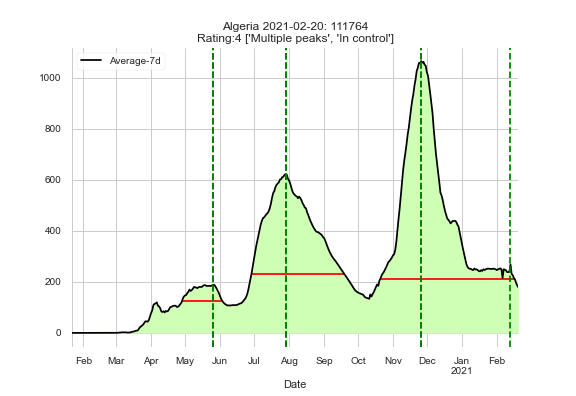 Algeria 2021-02-20: 111764
Rating:4 ['Multiple peaks', 'In control']
Average-7d
1000
800
600
400
200
0
Feb Mar Apr May Jun Jul Aug Sep Oct Nov Dec Jan Feb
2021
Date